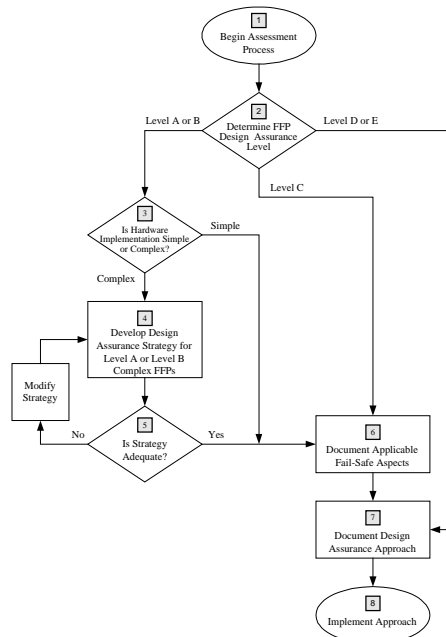 1
Begin Assessment
Process
2
Determine FFP
Design Assurance
Level
Level A or B
Level D or E
Level C
3
Is Hardware
Implementation Simple
or Complex?
Simple
Complex
4
Develop Design
Assurance Strategy for
Level A or Level B
Complex FFPs
Modify
Strategy
5
Is Strategy
Adequate?
No
Yes
6
Document Applicable
Fail-Safe Aspects
7
Document Design
Assurance Approach
8
Implement Approach